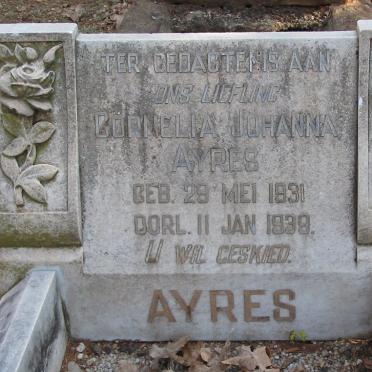 TER GEDAGTENIS AAN
ONS LIEFLING
CORNELIA JOHANNA
AYRES
GEB. 29 MEI 1931
OORL. 11 JAN 1939.
U WIL GESKIED.
AYRES